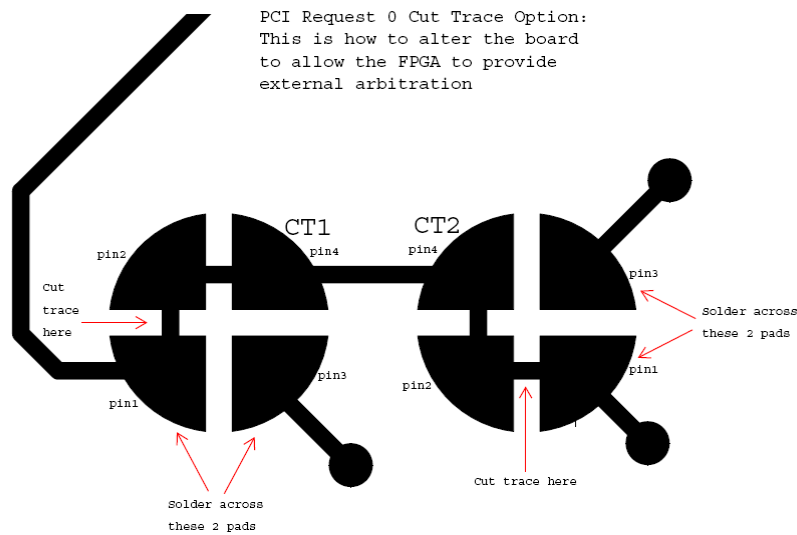 PCI Request 0 Cut Trace Option:
This is how to alter the board
to allow the FPGA to provide
external arbitration
CT1
CT2
pin2
pin4
pin4
pin3
Cut
trace
here
Solder across
these 2 pads
pin1
pin3
pin2
pin1
Cut trace here
Solder across
these 2 pads